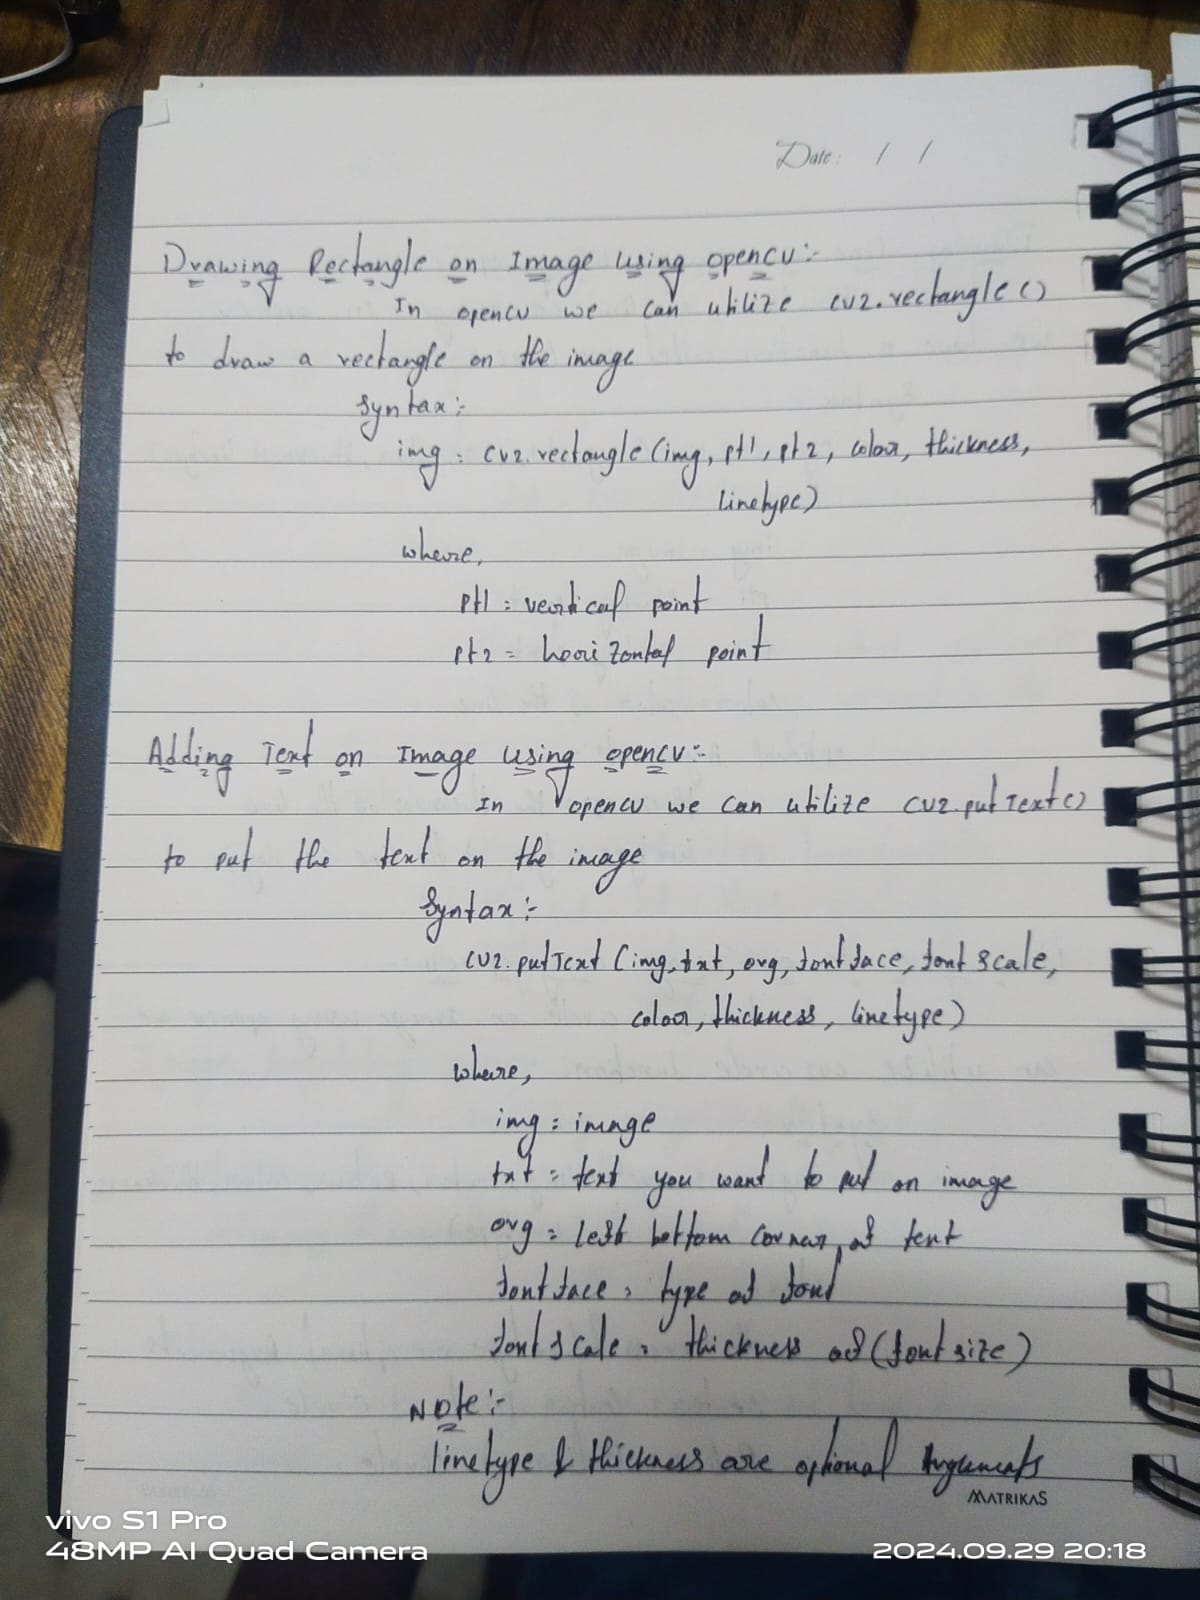 Date: / /
Drawing Rectangle on Image using opencv:-
In opencv we can utilize cv2.rectangle()
to draw a rectangle on the image
Syntax:-
img = cv2.rectangle(img, pt1, pt2, colour, thickness,
linetype)
where,
pt1 = vertical point
pt2 = horizontal point
Adding Text on Image using opencv:-
In opencv we can utilize cv2.putText()
to put the text on the image
Syntax:-
cv2.putText(img, txt, org, fontface, fontscale,
colour, thickness, linetype)
where,
img = image
txt = text you want to put on image
org = left bottom corner of text
fontface = type of font
fontscale = thickness of (font size)
Note:-
linetype & thickness are optional Arguments
MATRIKAS
vivo S1 Pro
48MP AI Quad Camera
2024.09.29 20:18